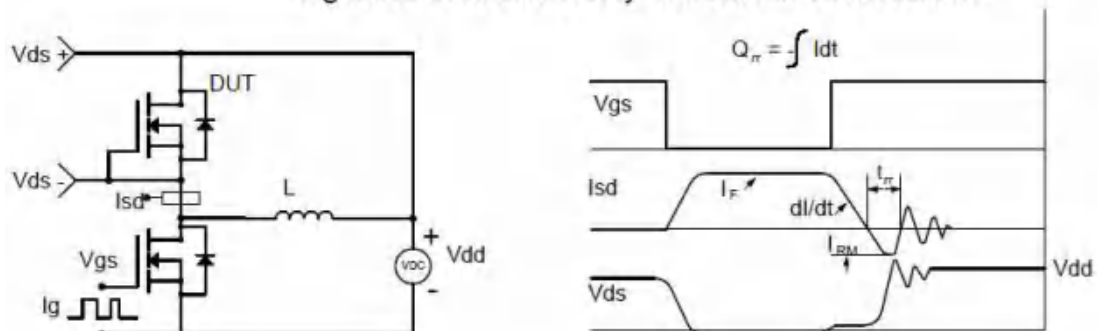 Vds +
DUT
Vds -
Isd
L
Vgs
+
VDC
Vdd
-
Ig
Q_rr = -∫ Idt
Vgs
Isd
I_F
dI/dt
t_rr
I_RM
Vds
Vdd